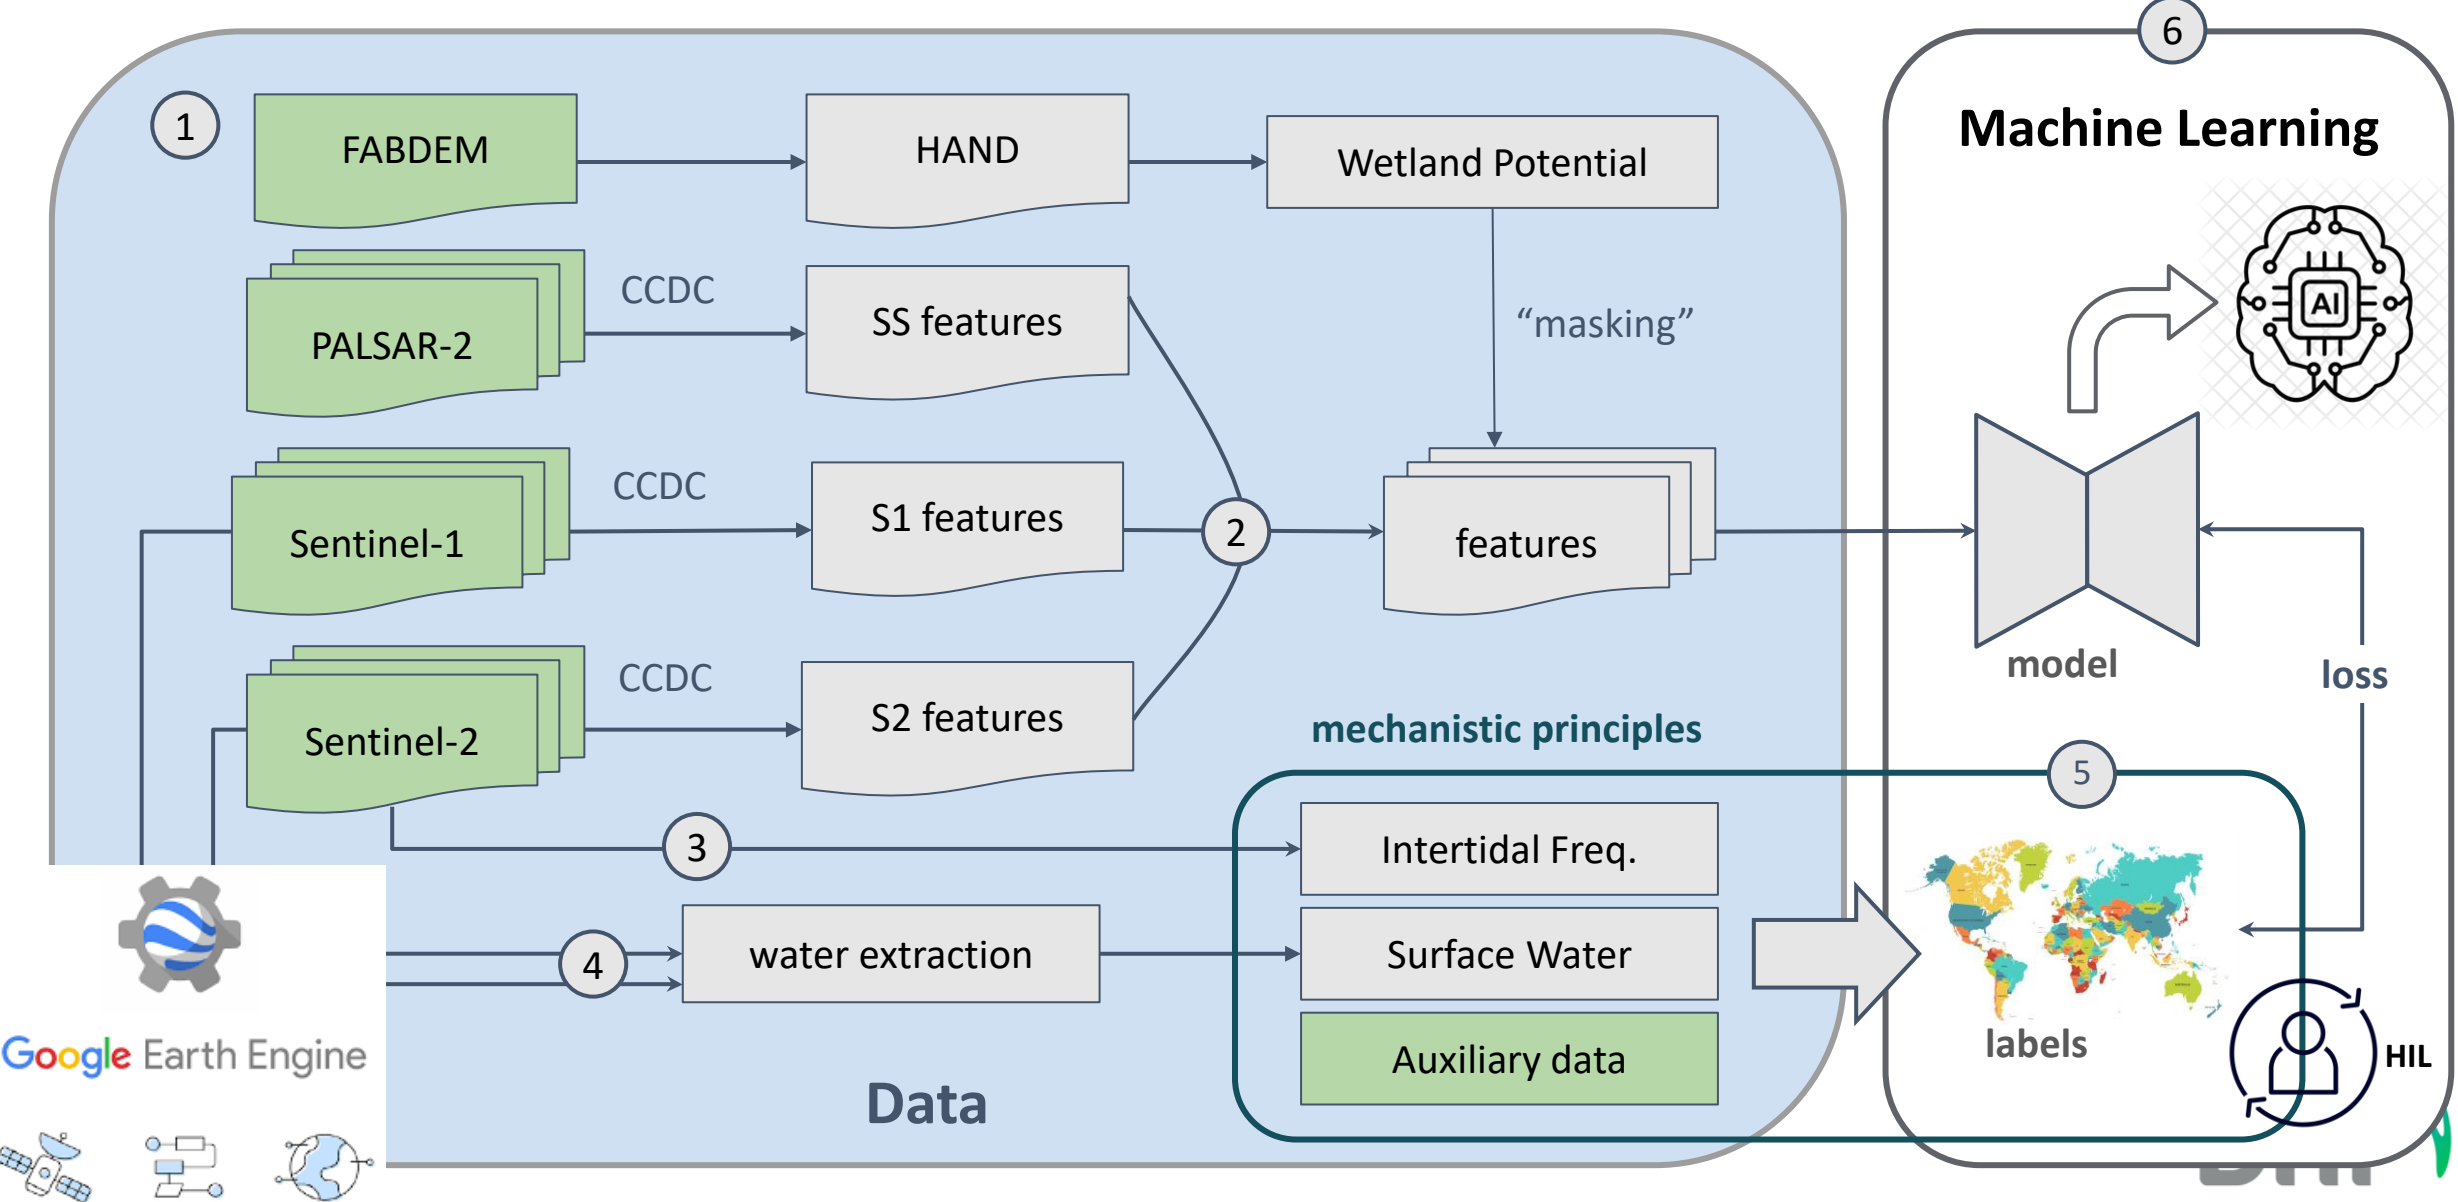 6
1
FABDEM
HAND
Wetland Potential
Machine Learning
CCDC
PALSAR-2
SS features
“masking”
AI
CCDC
Sentinel-1
S1 features
2
features
model
loss
CCDC
Sentinel-2
S2 features
mechanistic principles
5
3
Intertidal Freq.
4
water extraction
Surface Water
labels
Auxiliary data
HIL
Google Earth Engine
Data